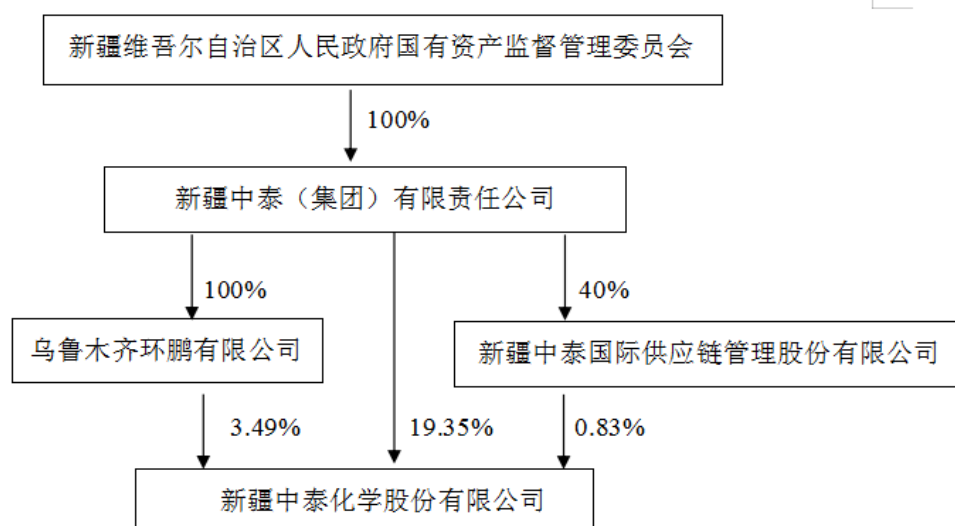 新疆维吾尔自治区人民政府国有资产监督管理委员会
100%
新疆中泰（集团）有限责任公司
100%
40%
乌鲁木齐环鹏有限公司
新疆中泰国际供应链管理股份有限公司
3.49%
19.35%
0.83%
新疆中泰化学股份有限公司